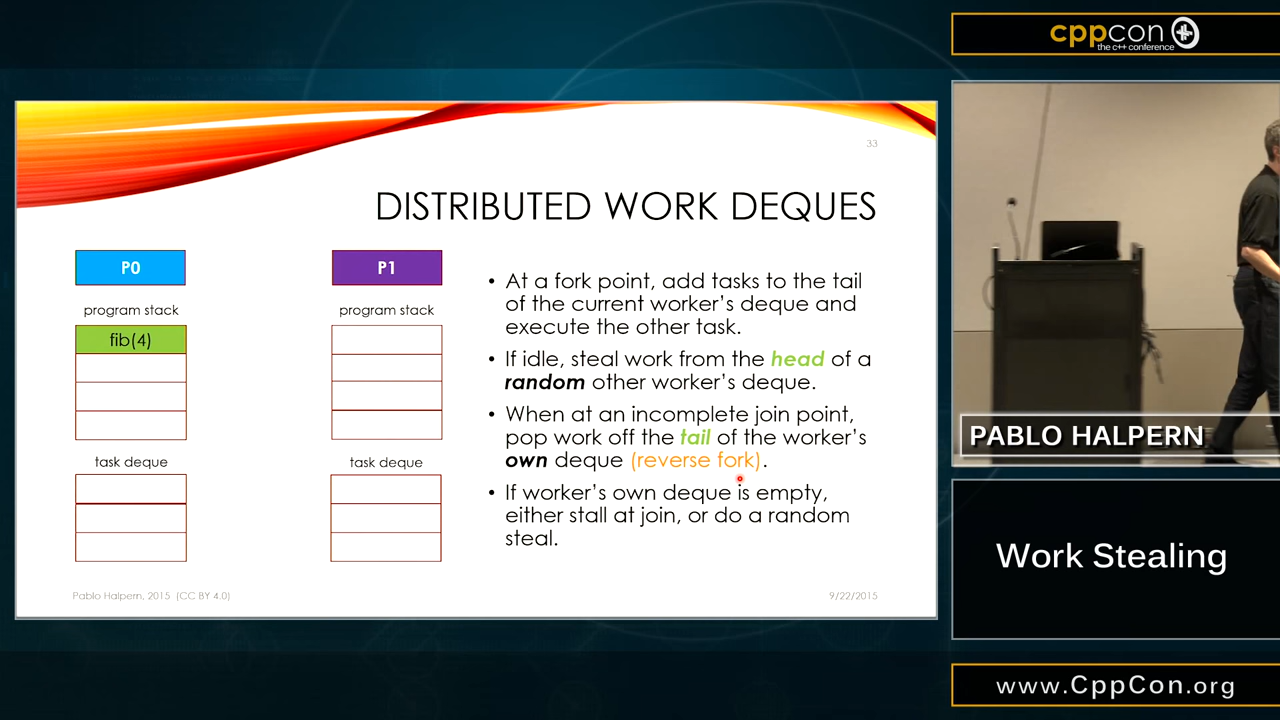 cppcon
the c++ conference
33
DISTRIBUTED WORK DEQUES
P0
P1
program stack
program stack
fib(4)
task deque
task deque
• At a fork point, add tasks to the tail
of the current worker's deque and
execute the other task.
• If idle, steal work from the head of a
random other worker's deque.
• When at an incomplete join point,
pop work off the tail of the worker's
own deque (reverse fork).
• If worker's own deque is empty,
either stall at join, or do a random
steal.
Pablo Halpern, 2015 (CC BY 4.0)
9/22/2015
PABLO HALPERN
Work Stealing
www.CppCon.org